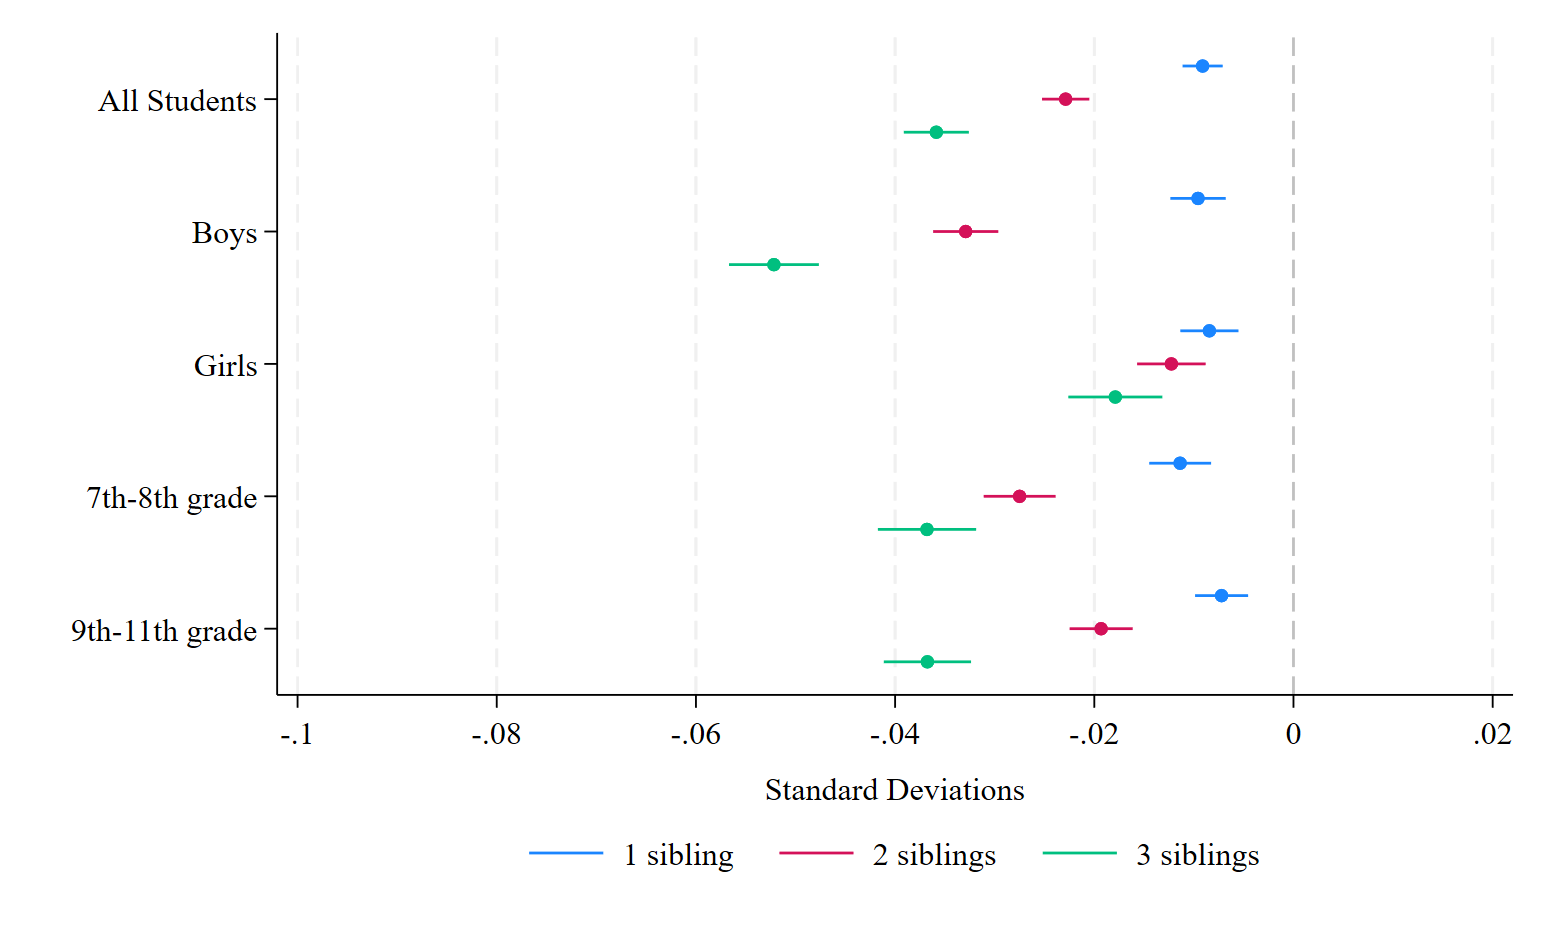 All Students
Boys
Girls
7th-8th grade
9th-11th grade
-.1 -.08 -.06 -.04 -.02 0 .02
Standard Deviations
1 sibling 2 siblings 3 siblings